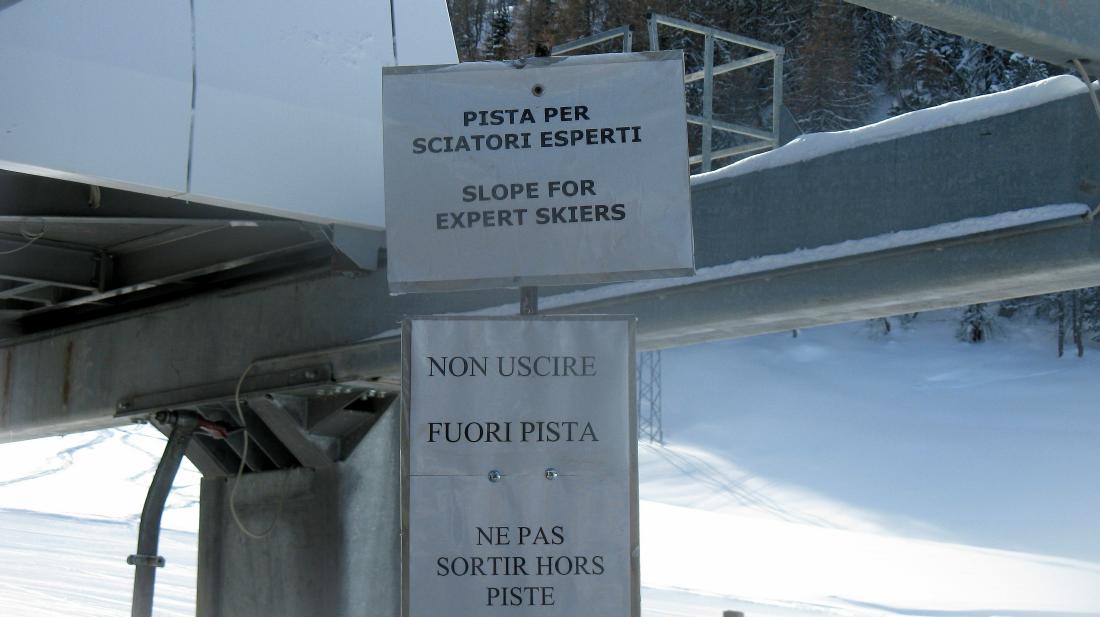 PISTA PER
SCIATORI ESPERTI
SLOPE FOR
EXPERT SKIERS
NON USCIRE
FUORI PISTA
NE PAS
SORTIR HORS
PISTE